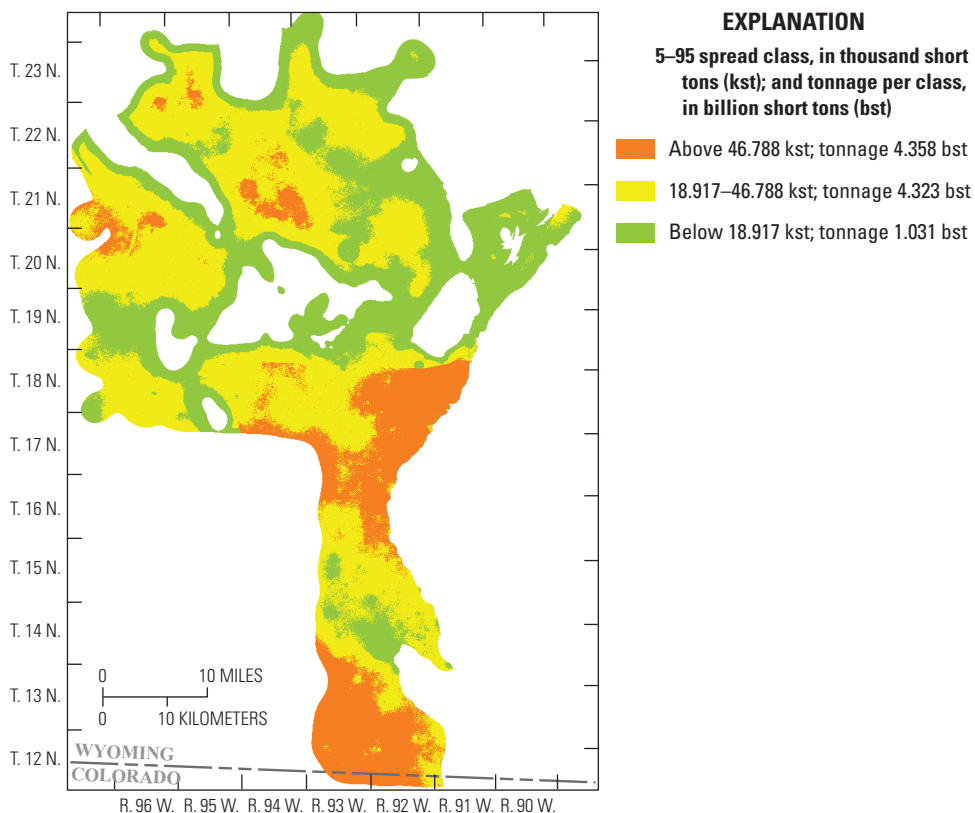 EXPLANATION
5–95 spread class, in thousand short
tons (kst); and tonnage per class,
in billion short tons (bst)
Above 46.788 kst; tonnage 4.358 bst
18.917–46.788 kst; tonnage 4.323 bst
Below 18.917 kst; tonnage 1.031 bst
T. 23 N.
T. 22 N.
T. 21 N.
T. 20 N.
T. 19 N.
T. 18 N.
T. 17 N.
T. 16 N.
T. 15 N.
T. 14 N.
T. 13 N.
T. 12 N.
0 10 MILES
0 10 KILOMETERS
WYOMING
COLORADO
R. 96 W. R. 95 W. R. 94 W. R. 93 W. R. 92 W. R. 91 W. R. 90 W.